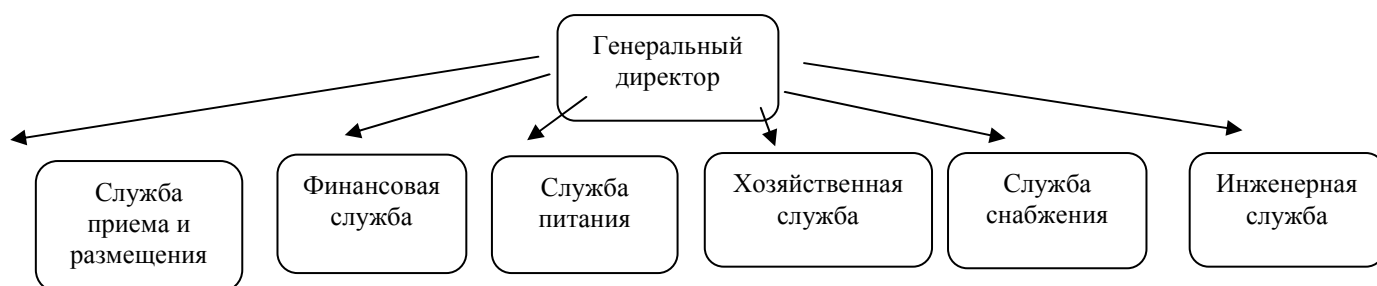 Генеральный
директор
Служба
приема и
размещения
Финансовая
служба
Служба
питания
Хозяйственная
служба
Служба
снабжения
Инженерная
служба